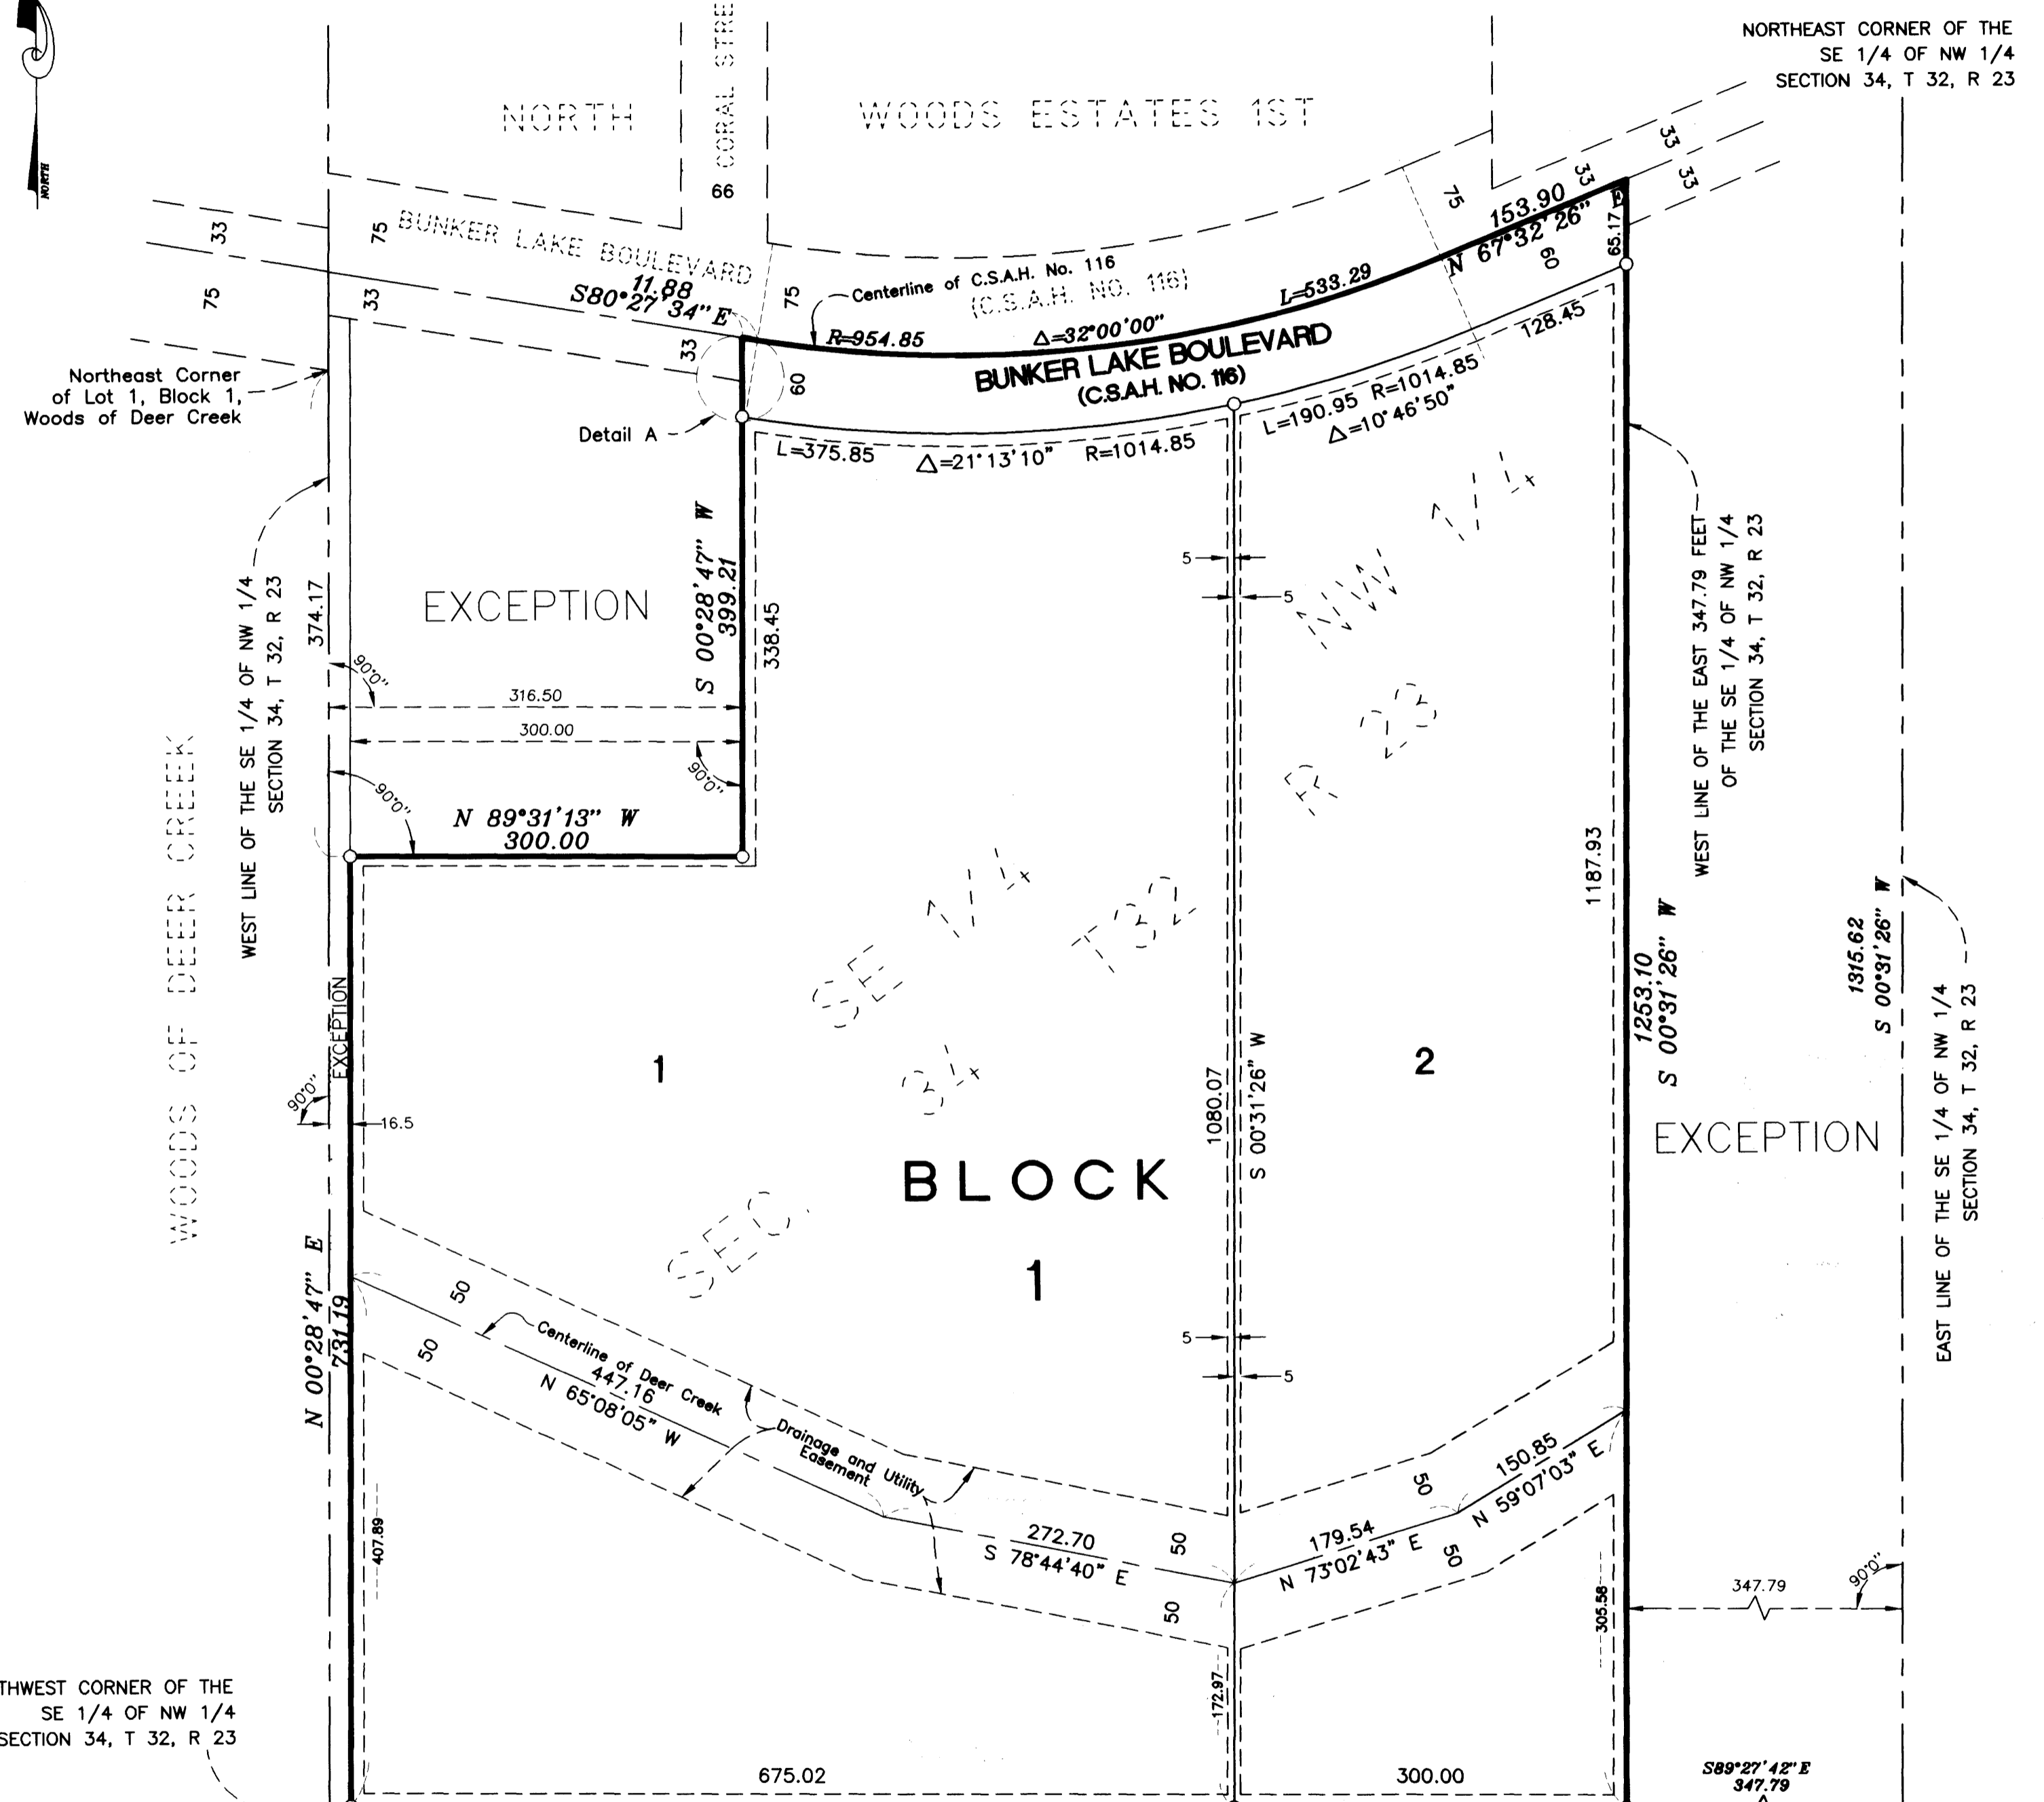 NORTH
NORTHEAST CORNER OF THE
SE 1/4 OF NW 1/4
SECTION 34, T 32, R 23
NORTH
WOODS ESTATES 1ST
CORAL STRE
66
33
33
33
75
153.90
N 67°32'26" E
65.17
60
33
75
75
33
BUNKER LAKE BOULEVARD
11.88
S80°27'34"E
75
33
60
Centerline of C.S.A.H. No. 116
(C.S.A.H. NO. 116)
L=533.29
R=954.85
Δ=32°00'00"
BUNKER LAKE BOULEVARD
(C.S.A.H. NO. 116)
128.45
L=190.95 R=1014.85
Δ=10°46'50"
L=375.85 Δ=21°13'10" R=1014.85
Northeast Corner
of Lot 1, Block 1,
Woods of Deer Creek
Detail A
WEST LINE OF THE SE 1/4 OF NW 1/4
SECTION 34, T 32, R 23
374.17
EXCEPTION
S 00°28'47" W
399.21
338.45
90°0"
316.50
300.00
90°0"
90°0"
N 89°31'13" W
300.00
5
5
NW 1/4
R 23
SE 1/4
T32
34
SEC.
1187.93
WEST LINE OF THE EAST 347.79 FEET
OF THE SE 1/4 OF NW 1/4
SECTION 34, T 32, R 23
1253.10
S 00°31'26" W
1315.62
S 00°31'26" W
EAST LINE OF THE SE 1/4 OF NW 1/4
SECTION 34, T 32, R 23
WOODS OF DEER CREEK
EXCEPTION
90°0"
16.5
1
2
1080.07
S 00°31'26" W
EXCEPTION
BLOCK
1
N 00°28'47" E
731.19
50
50
Centerline of Deer Creek
447.16
N 65°08'05" W
Drainage and Utility
Easement
5
5
272.70
S 78°44'40" E
50
50
179.54
N 73°02'43" E
150.85
N 59°07'03" E
50
50
407.89
172.97
305.58
347.79
90°0"
THWEST CORNER OF THE
SE 1/4 OF NW 1/4
SECTION 34, T 32, R 23
675.02
300.00
S89°27'42"E
347.79